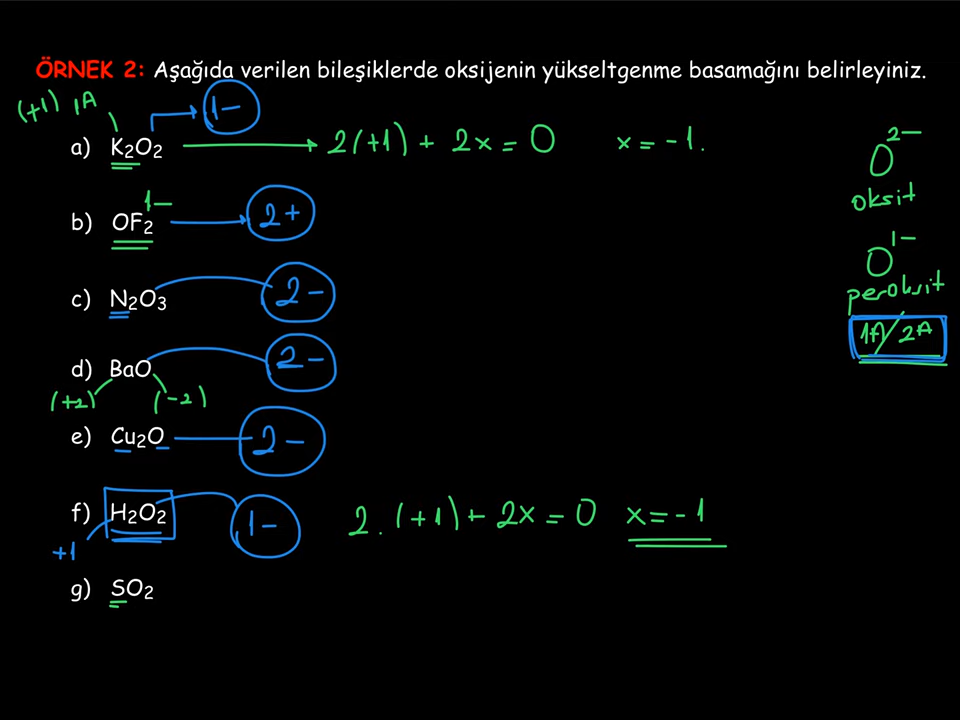 ÖRNEK 2: Aşağıda verilen bileşiklerde oksijenin yükseltgenme basamağını belirleyiniz.
(+1) 1A 1-
a) K₂O₂ 2(+1) + 2x = 0 x = -1.
O²⁻
oksit
1-
b) OF₂ 2+
O¹⁻
peroksit
1A/2A
c) N₂O₃ 2-
d) BaO 2-
(+2) (-2)
e) Cu₂O 2-
f) H₂O₂ 1- 2.(+1) + 2x = 0 x = -1
+1
g) SO₂